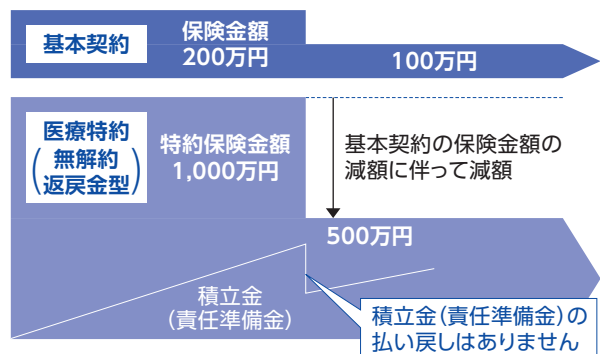 基本契約
保険金額
200万円
100万円
医療特約
(無解約
返戻金型)
特約保険金額
1,000万円
基本契約の保険金額の
減額に伴って減額
500万円
積立金
(責任準備金)
積立金(責任準備金)の
払い戻しはありません